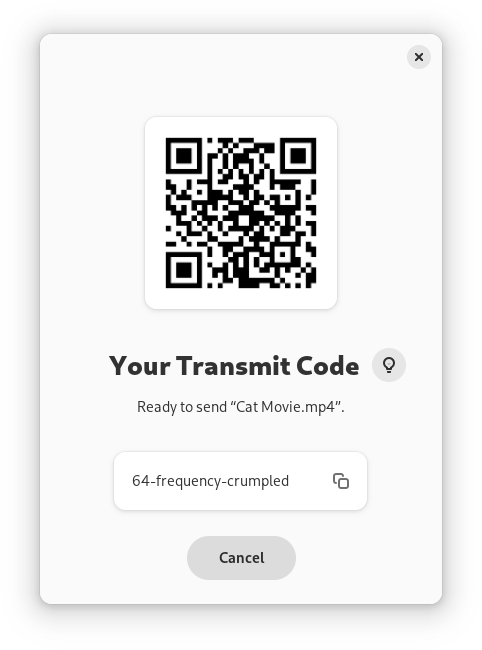 Your Transmit Code
Ready to send “Cat Movie.mp4”.
64-frequency-crumpled
Cancel